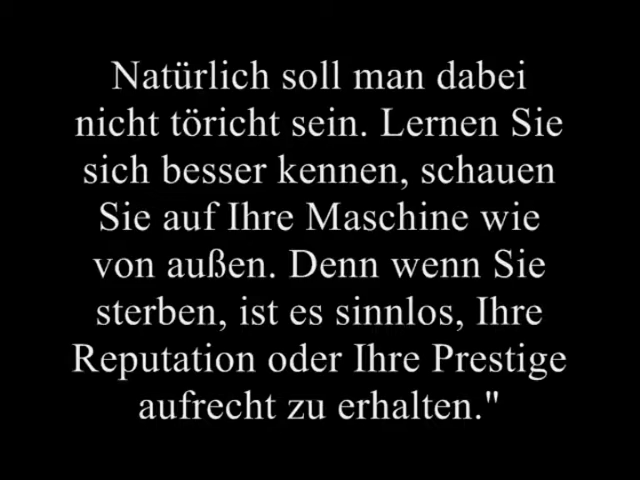 Natürlich soll man dabei
nicht töricht sein. Lernen Sie
sich besser kennen, schauen
Sie auf Ihre Maschine wie
von außen. Denn wenn Sie
sterben, ist es sinnlos, Ihre
Reputation oder Ihre Prestige
aufrecht zu erhalten."